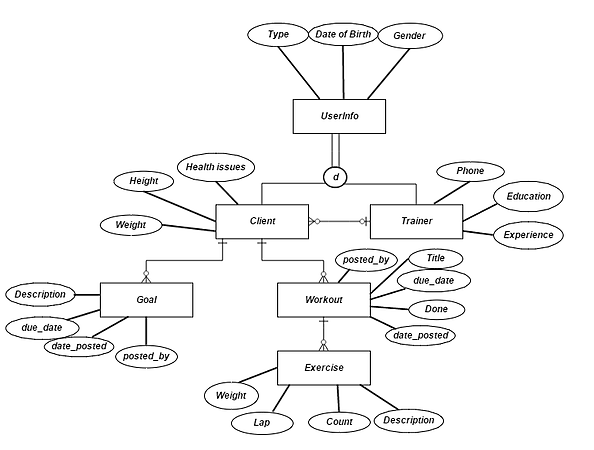 Type
Date of Birth
Gender
UserInfo
d
Health issues
Height
Weight
Phone
Education
Experience
Client
Trainer
posted_by
Title
due_date
Done
date_posted
Description
due_date
date_posted
posted_by
Goal
Workout
Exercise
Weight
Lap
Count
Description